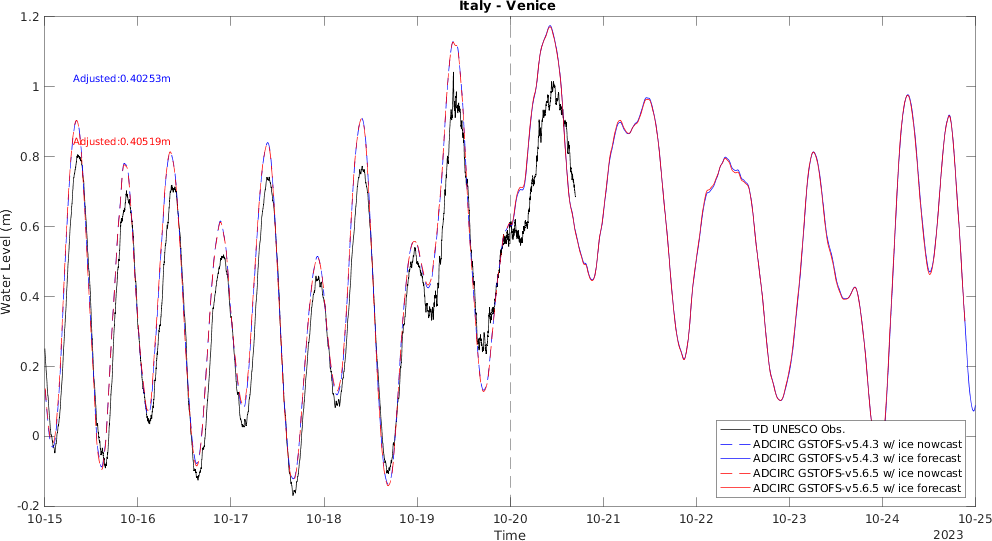 Italy - Venice
1.2
1
0.8
0.6
0.4
0.2
0
-0.2
Water Level (m)
Adjusted:0.40253m
Adjusted:0.40519m
TD UNESCO Obs.
ADCIRC GSTOFS-v5.4.3 w/ ice nowcast
ADCIRC GSTOFS-v5.4.3 w/ ice forecast
ADCIRC GSTOFS-v5.6.5 w/ ice nowcast
ADCIRC GSTOFS-v5.6.5 w/ ice forecast
10-15 10-16 10-17 10-18 10-19 10-20 10-21 10-22 10-23 10-24 10-25
Time
2023